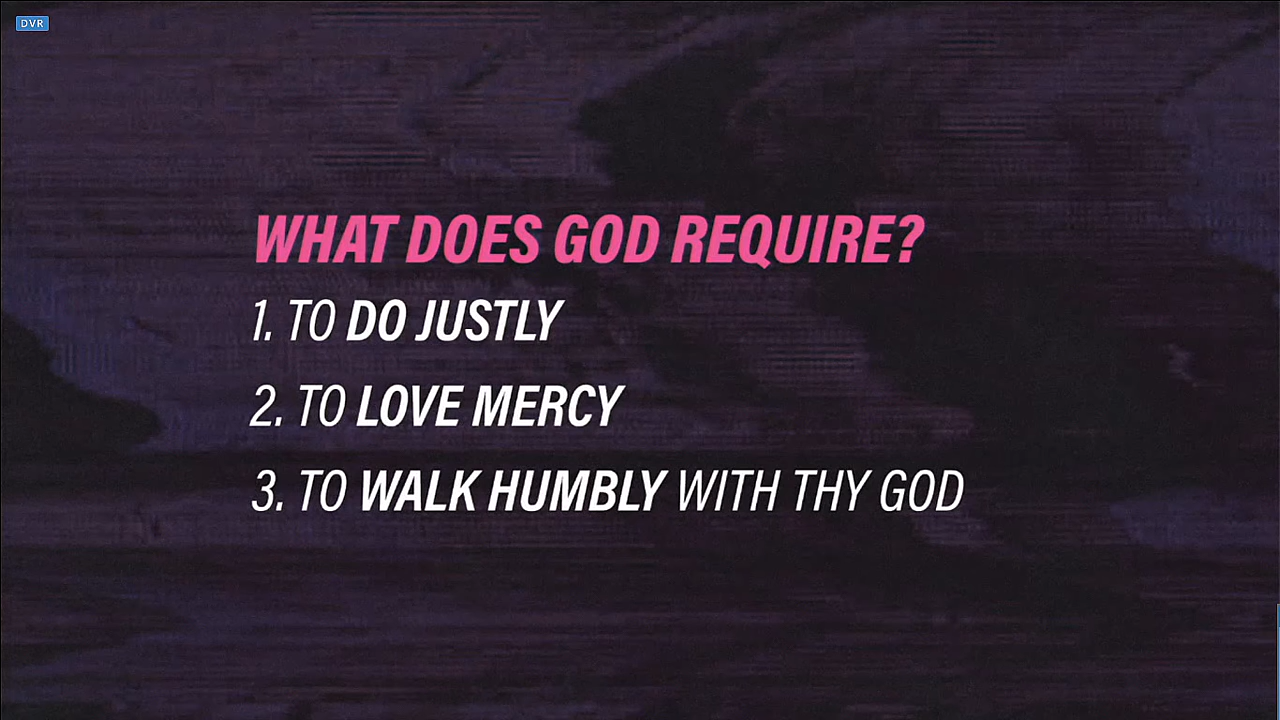 DVR
WHAT DOES GOD REQUIRE?
1. TO DO JUSTLY
2. TO LOVE MERCY
3. TO WALK HUMBLY WITH THY GOD